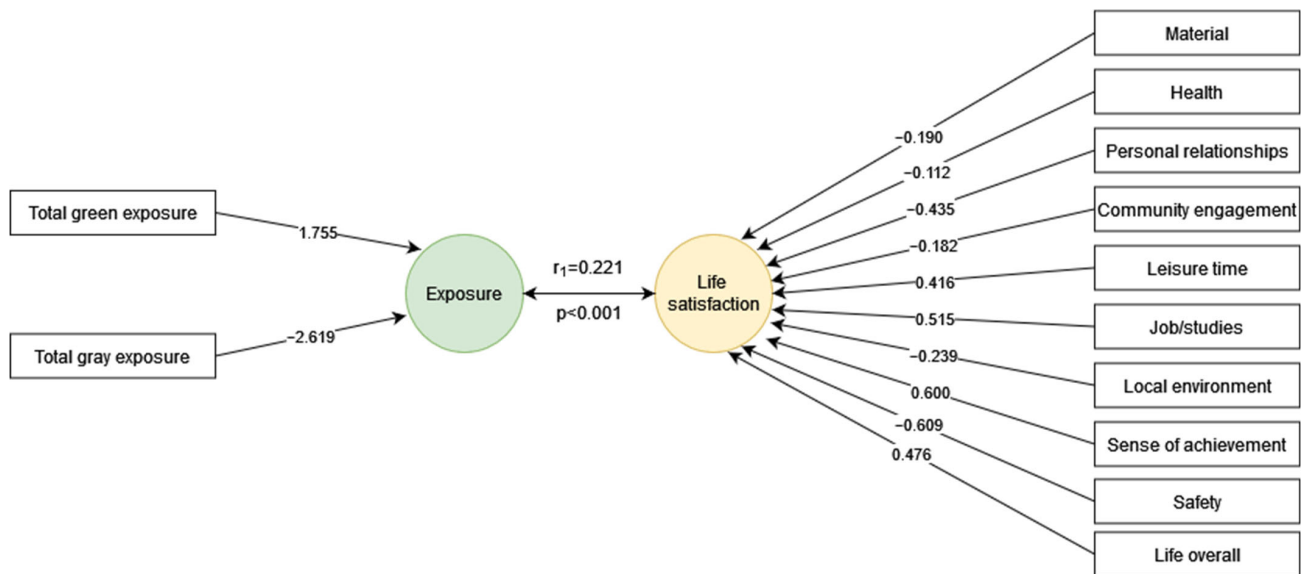 Material
Health
Personal relationships
Community engagement
Leisure time
Job/studies
Local environment
Sense of achievement
Safety
Life overall
−0.190
−0.112
−0.435
−0.182
0.416
0.515
−0.239
0.600
−0.609
0.476
Total green exposure
1.755
Total gray exposure
−2.619
Exposure
r₁=0.221
p<0.001
Life
satisfaction